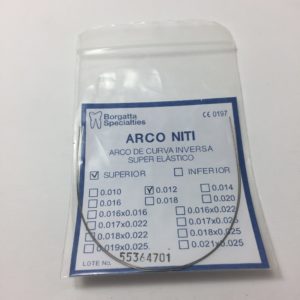 Borgatta CE 0197
Specialties
ARCO NITI
ARCO DE CURVA INVERSA
SUPER ELÁSTICO
SUPERIOR INFERIOR
0.010 0.012 0.014
0.016 0.018 0.020
0.016x0.016 0.016x0.022
0.017x0.022 0.017x0.025
0.018x0.022 0.018x0.025
0.019x0.025 0.021x0.025
LOTE No. 55364701